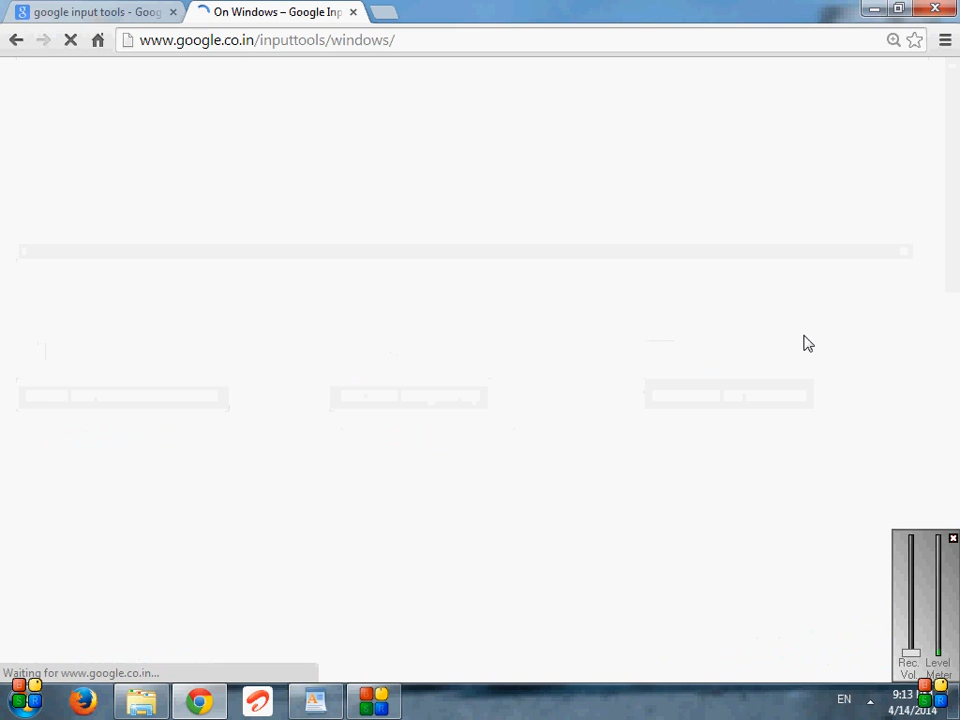 google input tools - Goog
On Windows – Google Inp
www.google.co.in/inputtools/windows/
Waiting for www.google.co.in...
Rec. Level
Vol. Meter
EN
9:13
4/14/2014